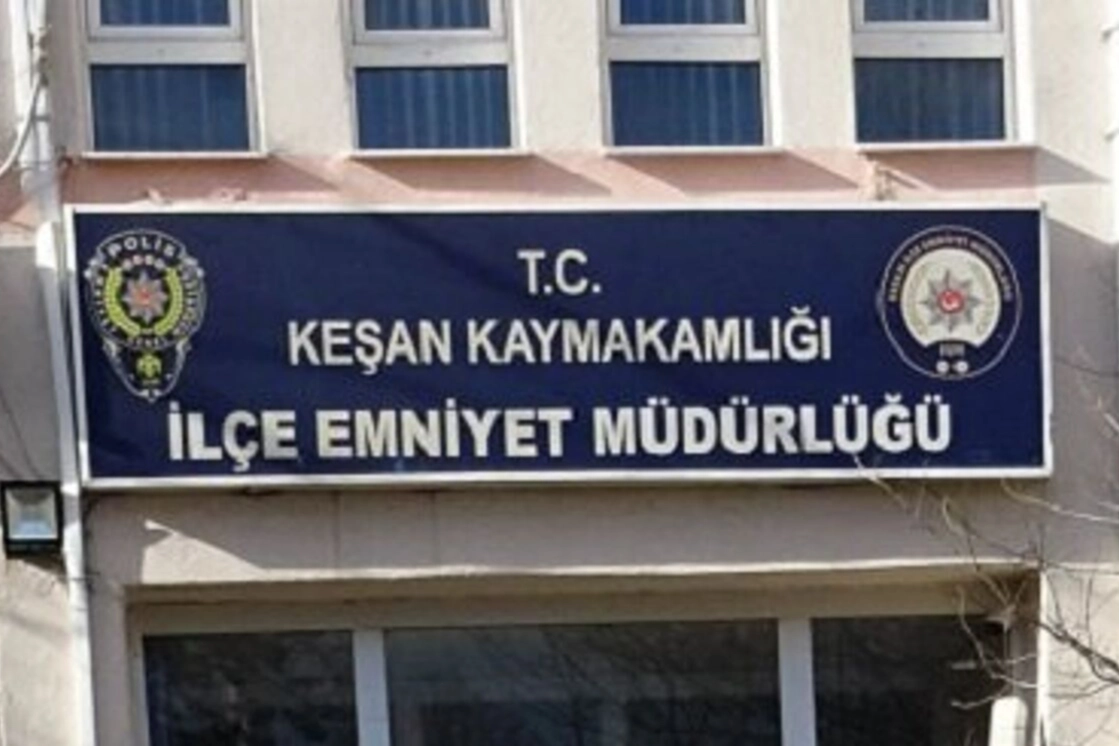 T.C.
KEŞAN KAYMAKAMLIĞI
İLÇE EMNİYET MÜDÜRLÜĞÜ
POLİS